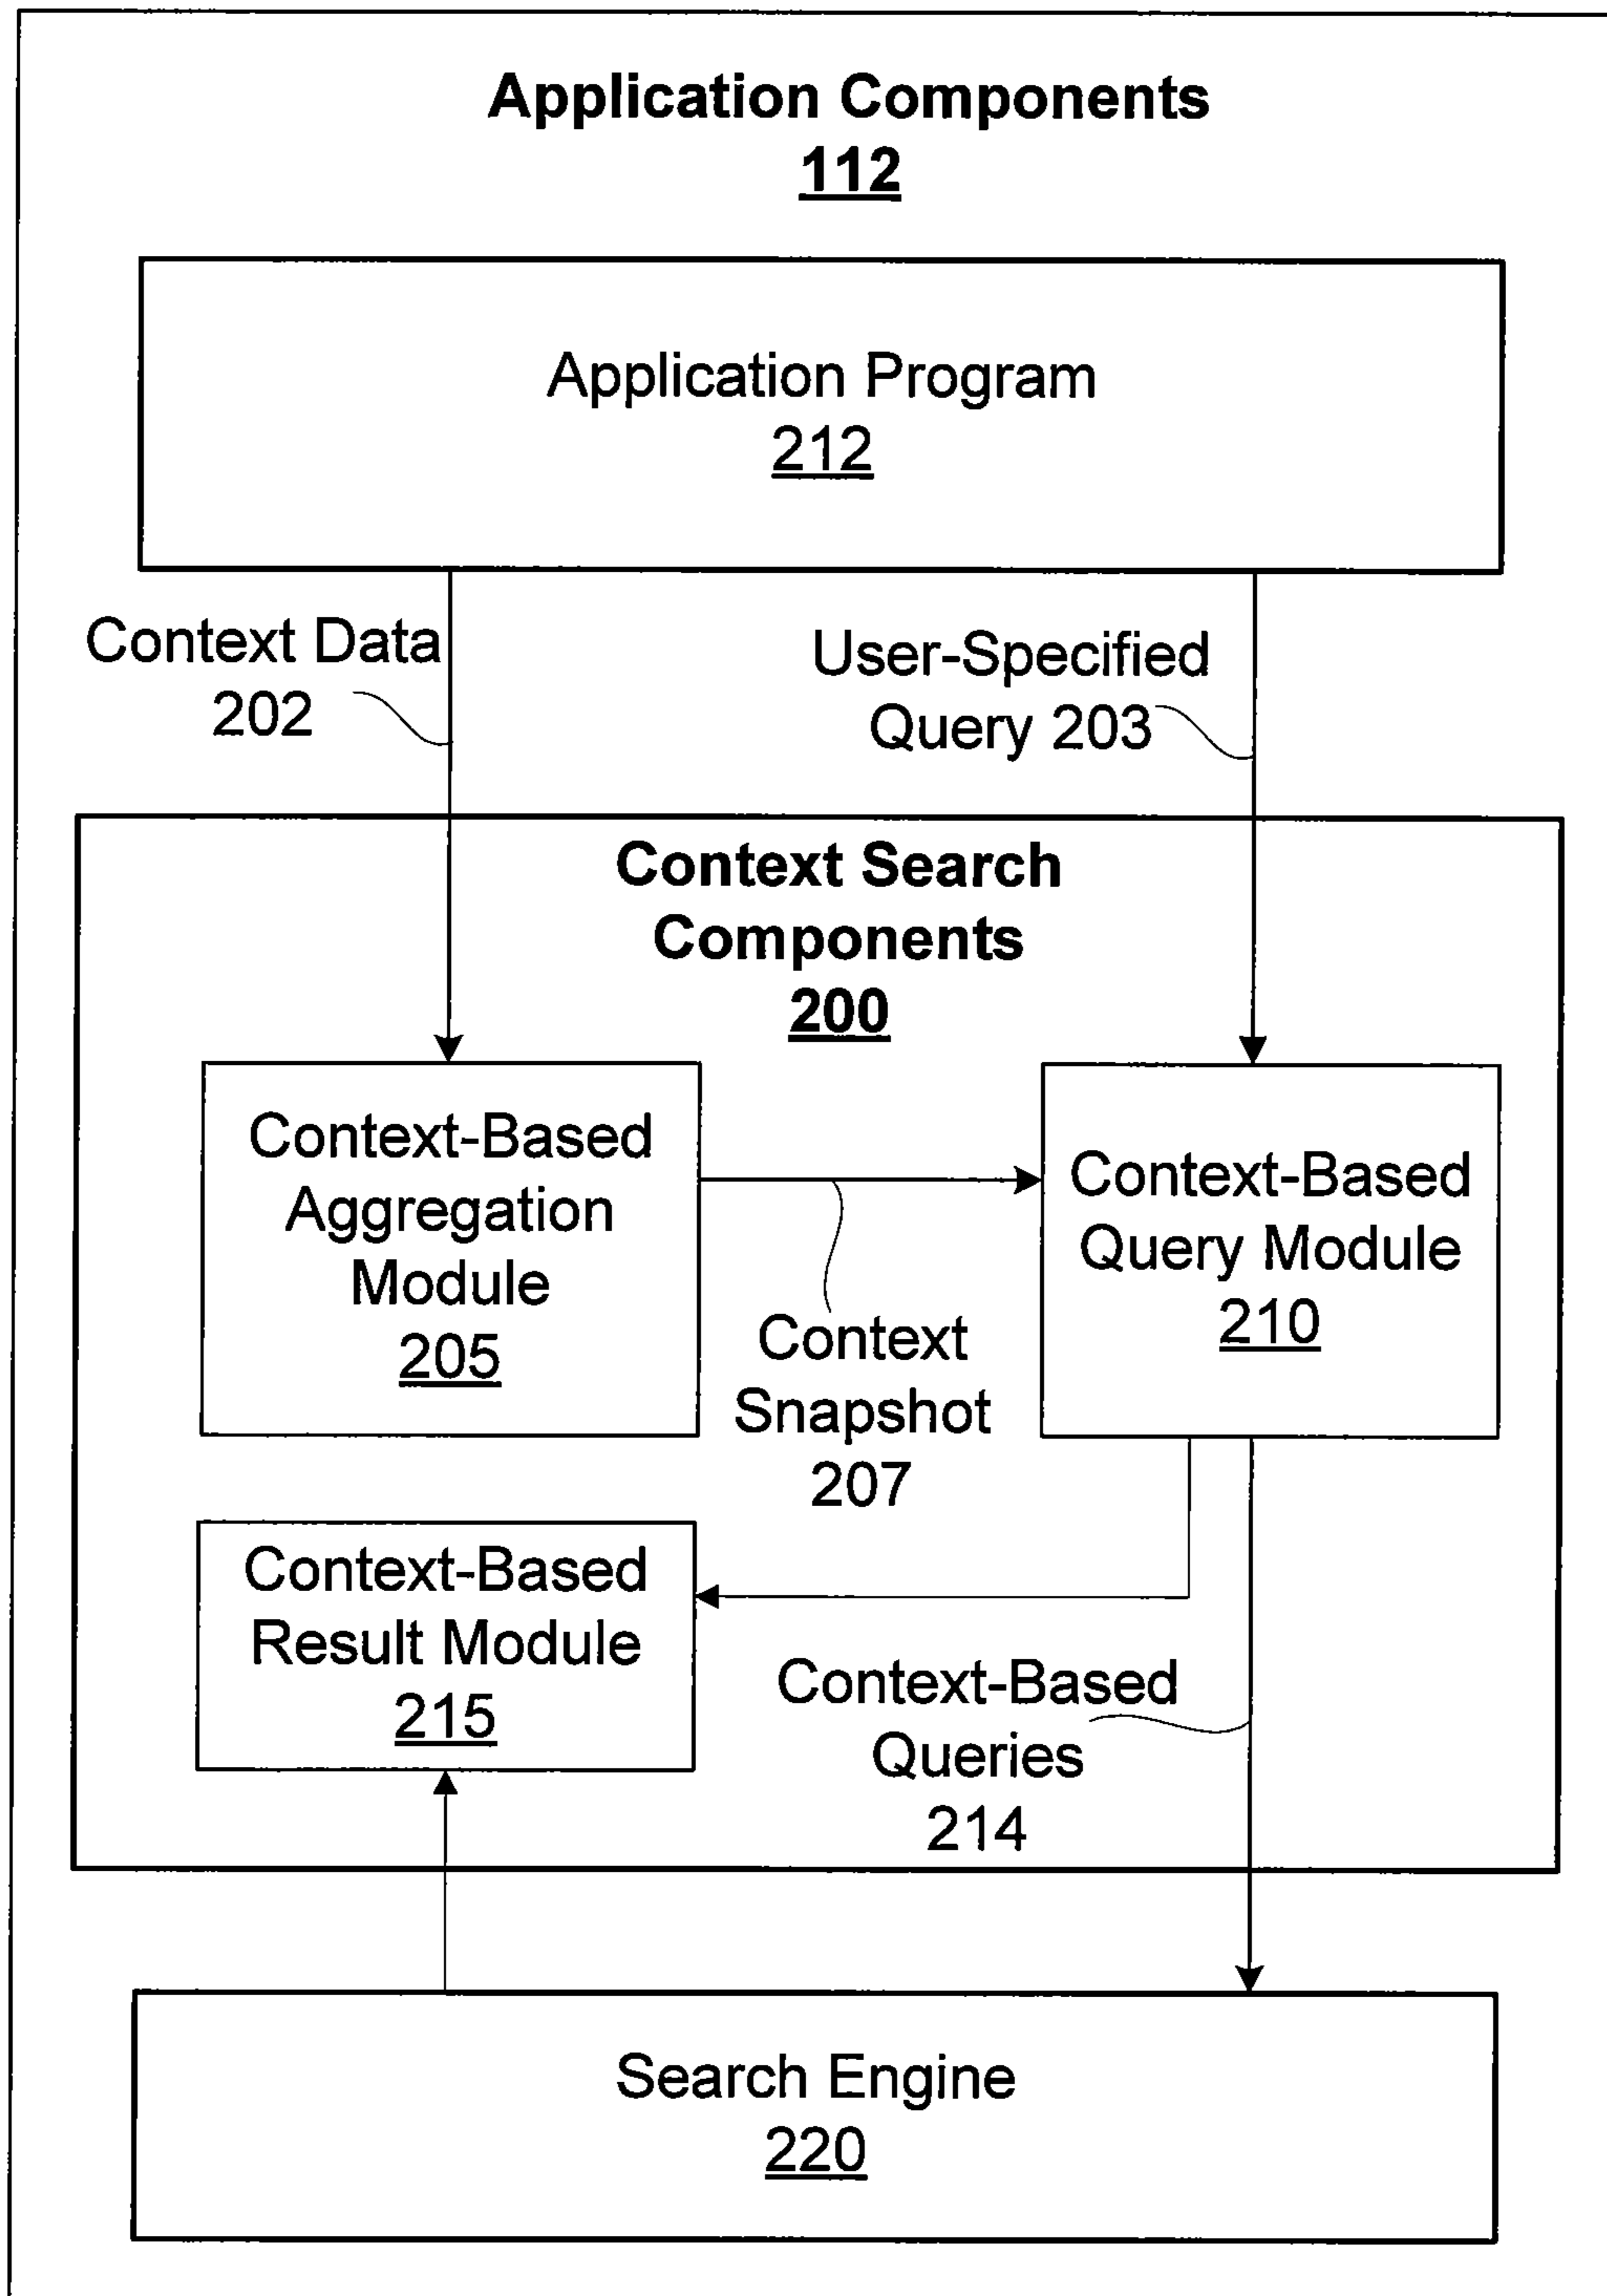 Application Components
112
Application Program
212
Context Data
202
User-Specified
Query 203
Context Search
Components
200
Context-Based
Aggregation
Module
205
Context-Based
Query Module
210
Context
Snapshot
207
Context-Based
Result Module
215
Context-Based
Queries
214
Search Engine
220